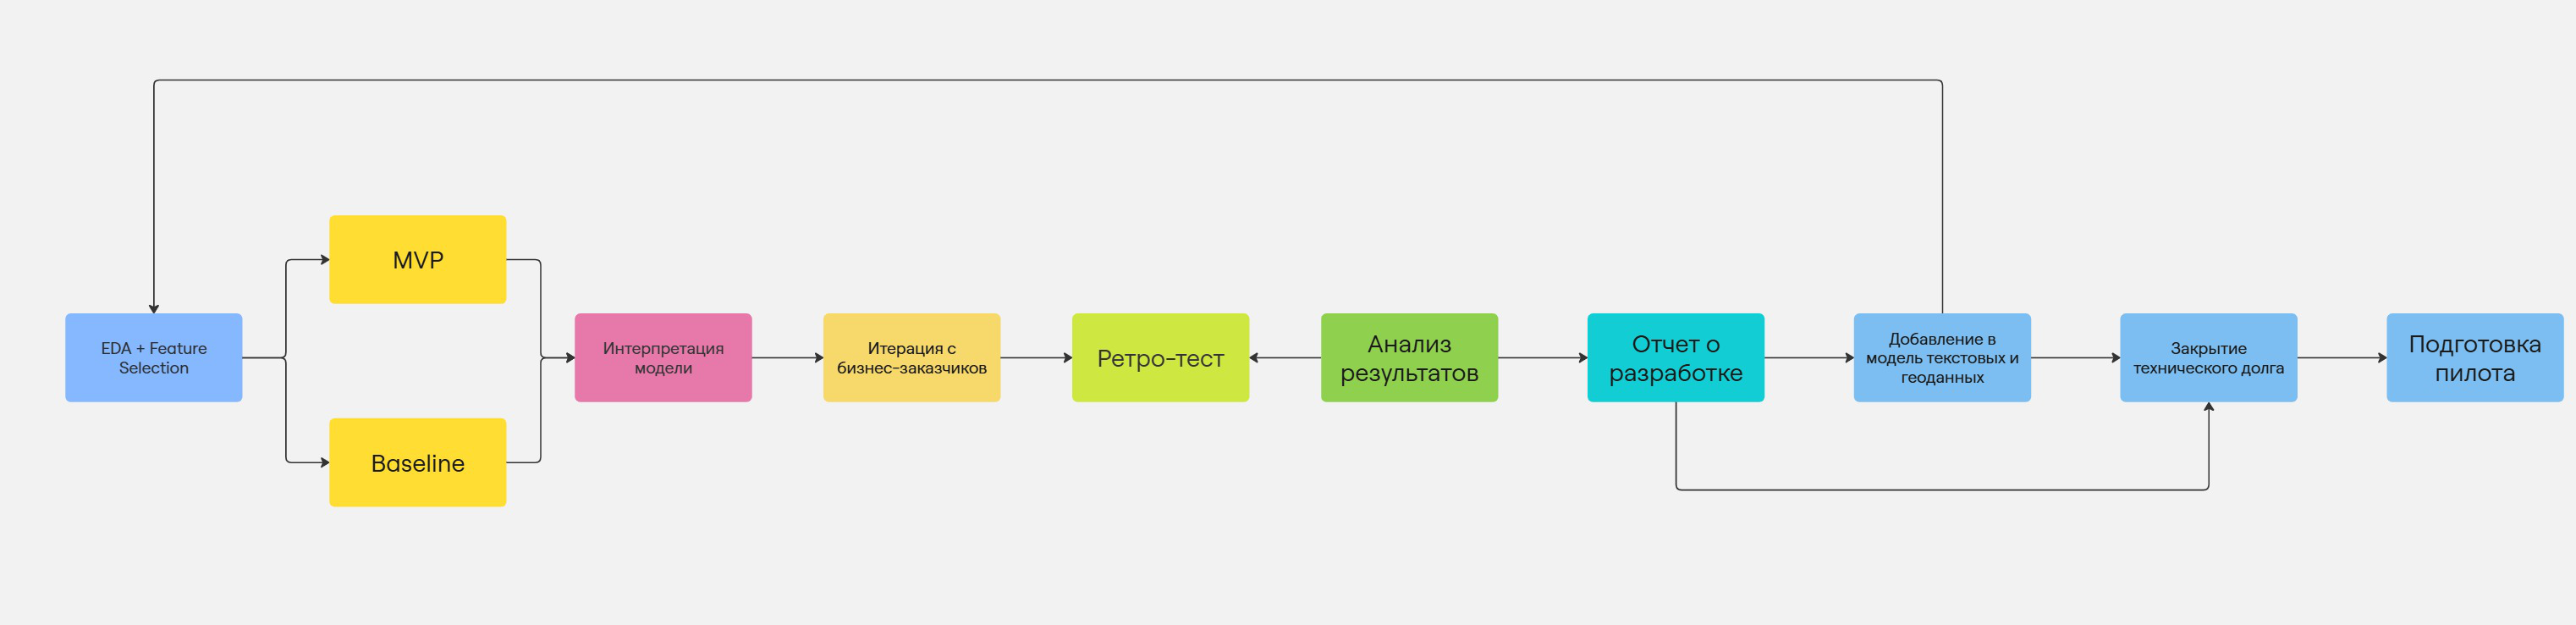 MVP
EDA + Feature
Selection
Baseline
Интерпретация
модели
Итерация с
бизнес-заказчиков
Ретро-тест
Анализ
результатов
Отчет о
разработке
Добавление в
модель текстовых и
геоданных
Закрытие
технического долга
Подготовка
пилота